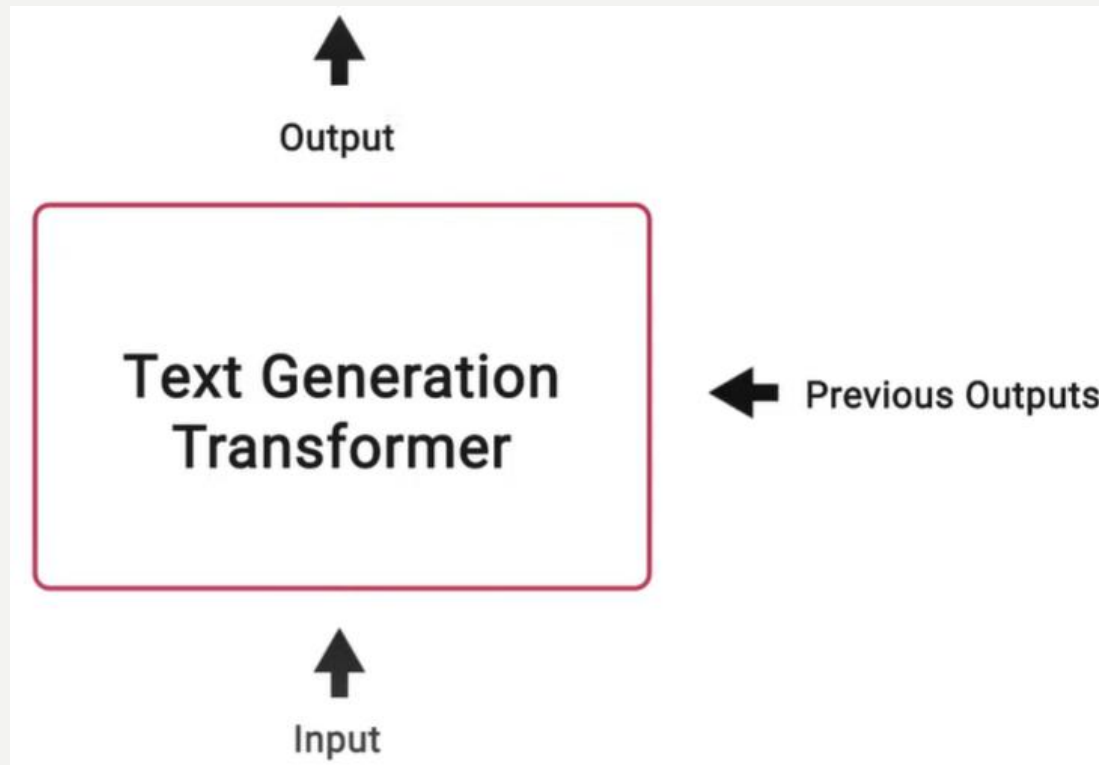 Output
Text Generation
Transformer
Previous Outputs
Input